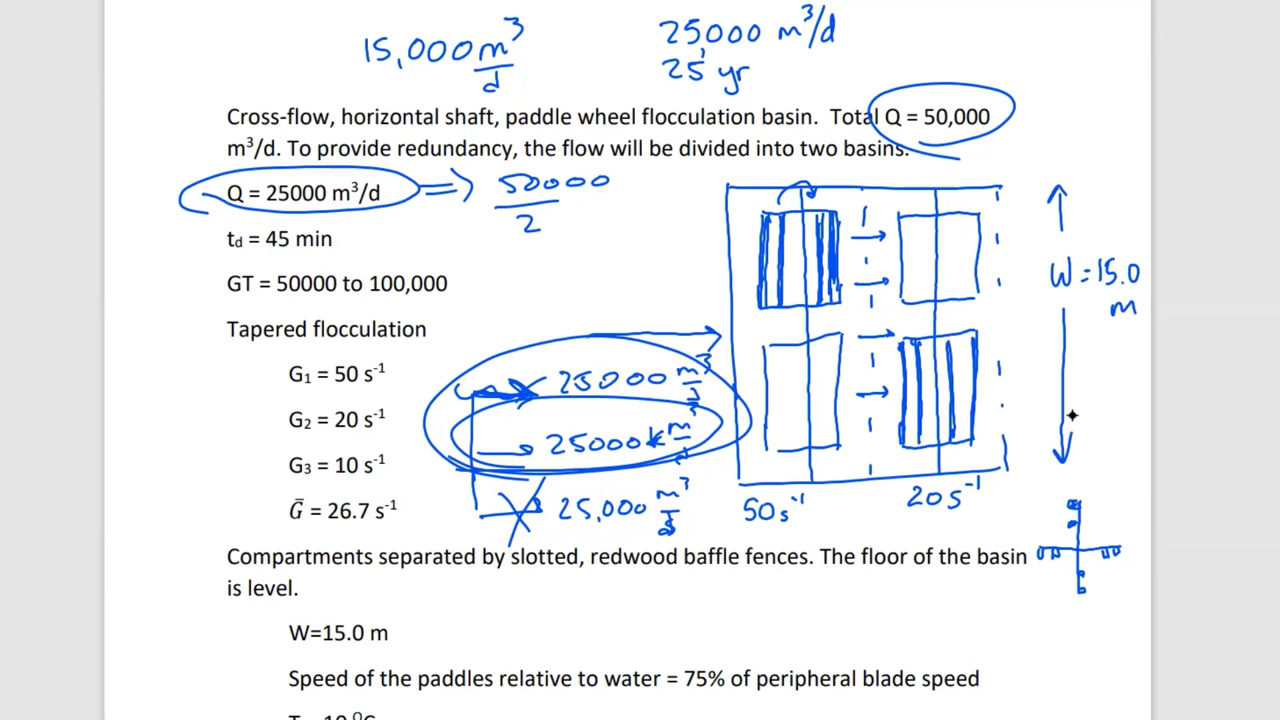 15,000 m³/d
25000 m³/d
25 yr
Cross-flow, horizontal shaft, paddle wheel flocculation basin.  Total Q = 50,000
m³/d. To provide redundancy, the flow will be divided into two basins.
Q = 25000 m³/d
50000
2
td = 45 min
GT = 50000 to 100,000
W = 15.0
m
Tapered flocculation
G₁ = 50 s⁻¹
25000 m³/d
G₂ = 20 s⁻¹
25000 m³/d
G₃ = 10 s⁻¹
G̅ = 26.7 s⁻¹
25,000 m³/d
50s⁻¹
20s⁻¹
Compartments separated by slotted, redwood baffle fences. The floor of the basin
is level.
W=15.0 m
Speed of the paddles relative to water = 75% of peripheral blade speed